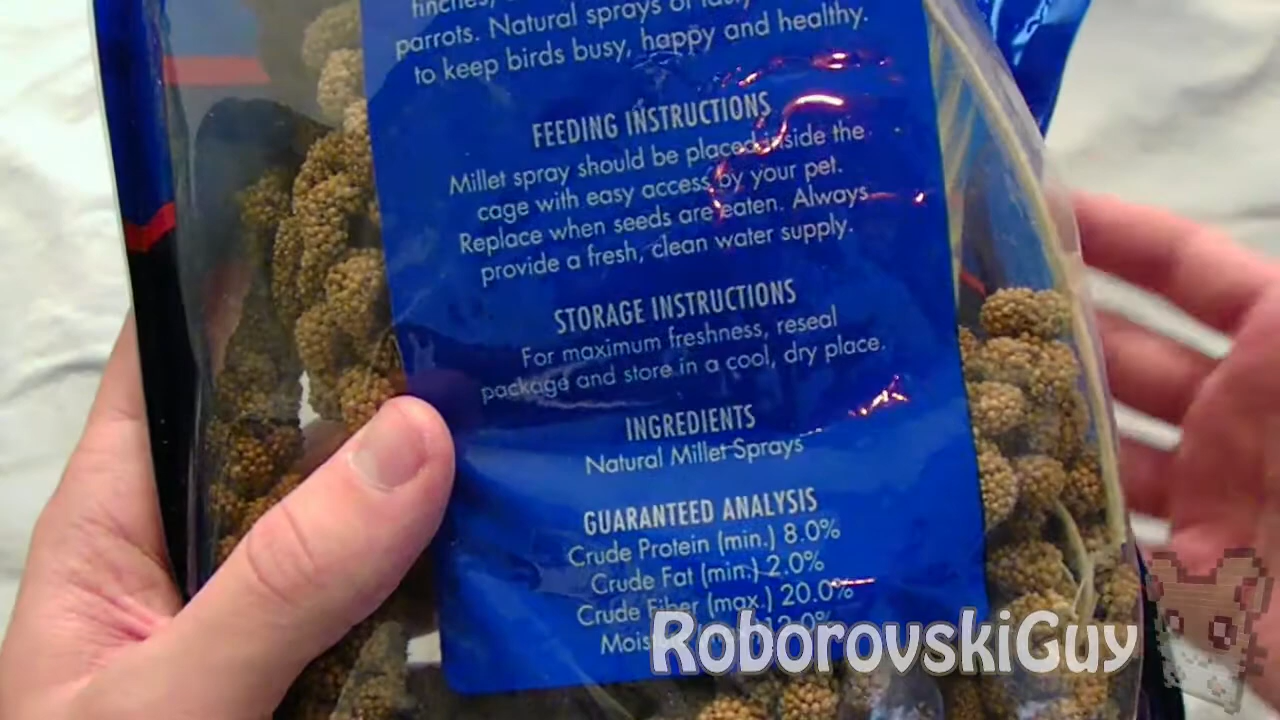 finches,
parrots. Natural sprays of
to keep birds busy, happy and healthy.
FEEDING INSTRUCTIONS
Millet spray should be placed inside the
cage with easy access by your pet.
Replace when seeds are eaten. Always
provide a fresh, clean water supply.
STORAGE INSTRUCTIONS
For maximum freshness, reseal
package and store in a cool, dry place.
INGREDIENTS
Natural Millet Sprays
GUARANTEED ANALYSIS
Crude Protein (min.) 8.0%
Crude Fat (min.) 2.0%
Crude Fiber (max.) 20.0%
RoborovskiGuy